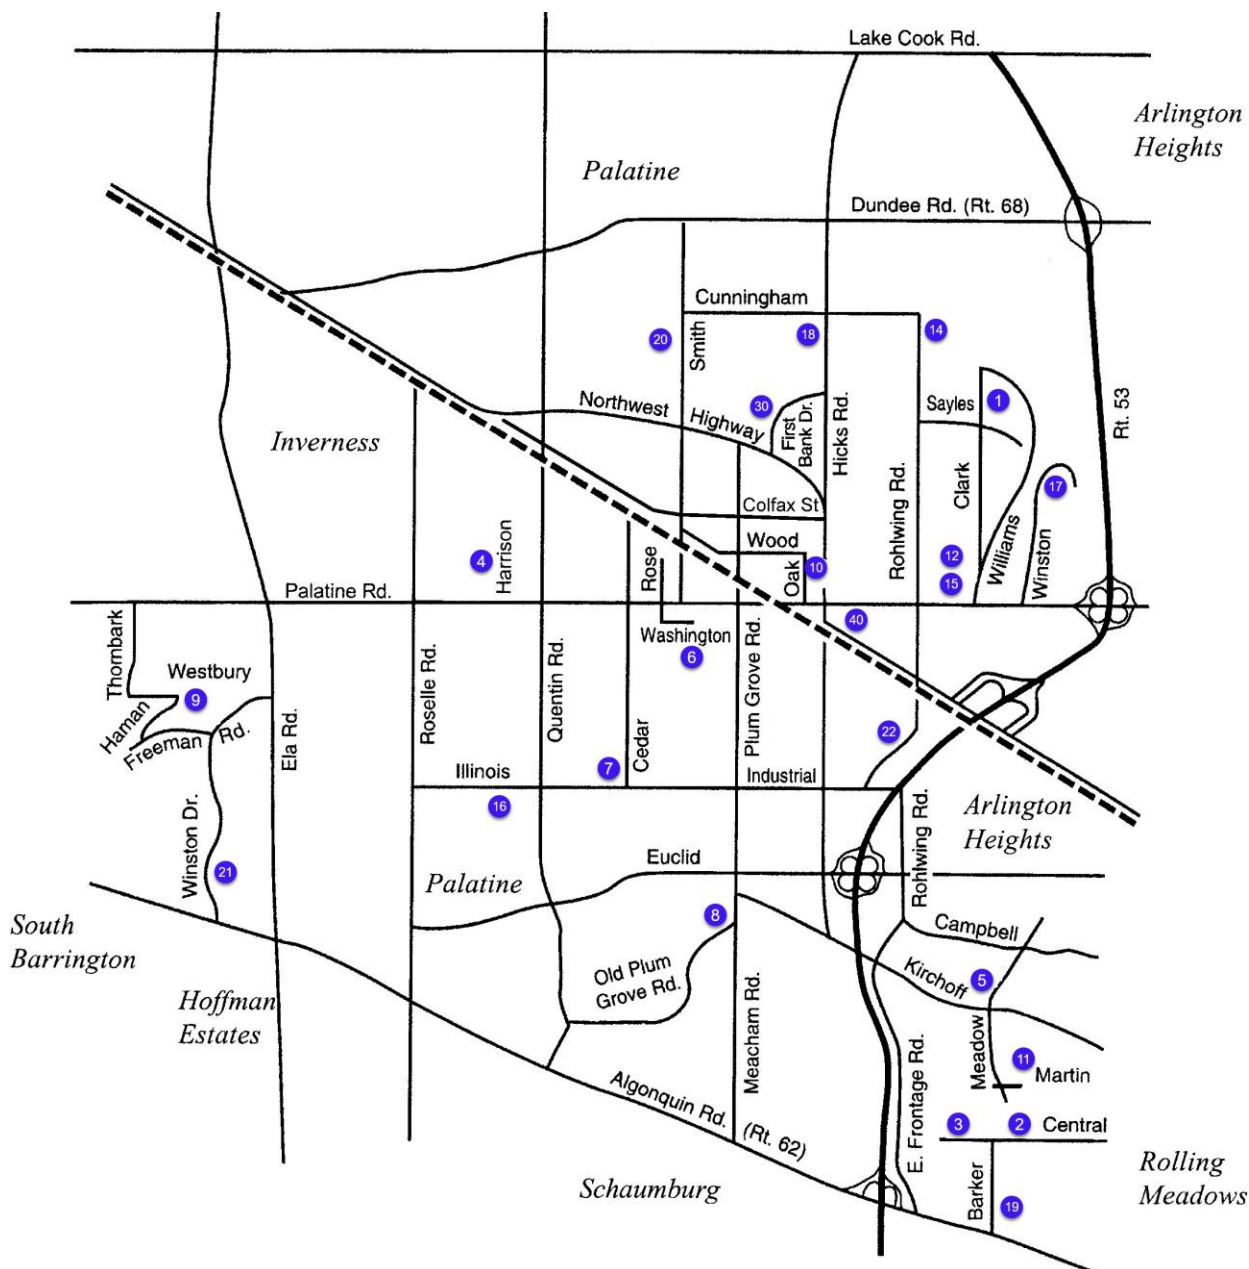 Lake Cook Rd.
Arlington
Heights
Palatine
Dundee Rd. (Rt. 68)
Cunningham
20
Smith
18
14
Northwest
Highway
30
First
Bank Dr.
Hicks Rd.
Sayles
1
Rt. 53
Inverness
Rohlwing Rd.
Clark
17
Colfax St
Harrison
4
Wood
Rose
Oak
10
12
15
Williams
Winston
Palatine Rd.
40
Thornbark
Westbury
Washington
6
9
Haman
Freeman Rd.
Ela Rd.
Roselle Rd.
Quentin Rd.
Cedar
Plum Grove Rd.
22
7
Illinois
Industrial
16
Arlington
Heights
Winston Dr.
21
Euclid
Rohlwing Rd.
Palatine
8
South
Barrington
Campbell
Old Plum
Grove Rd.
Kirchoff
5
Hoffman
Estates
Meacham Rd.
E. Frontage Rd.
Meadow
11
Martin
Algonquin Rd. (Rt. 62)
3
2
Central
Schaumburg
Barker
19
Rolling
Meadows